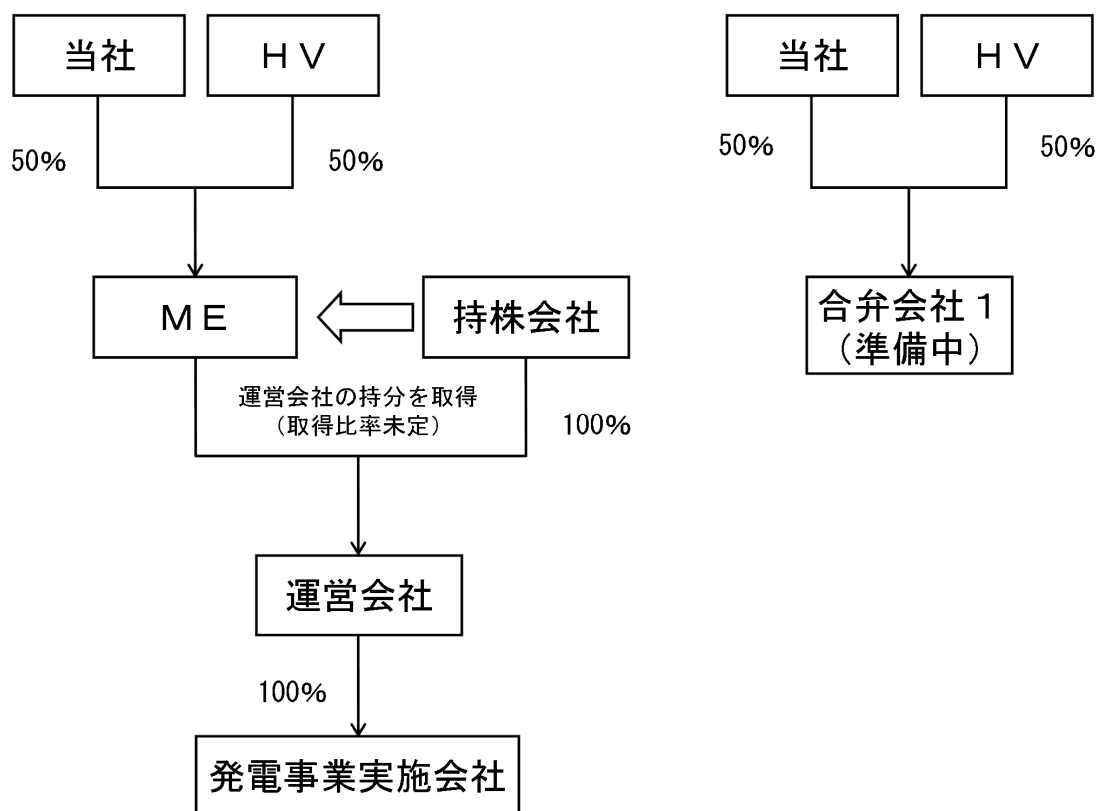 当社
ＨＶ
50%
50%
ＭＥ
持株会社
運営会社の持分を取得
（取得比率未定）
100%
運営会社
100%
発電事業実施会社
当社
ＨＶ
50%
50%
合弁会社１
（準備中）